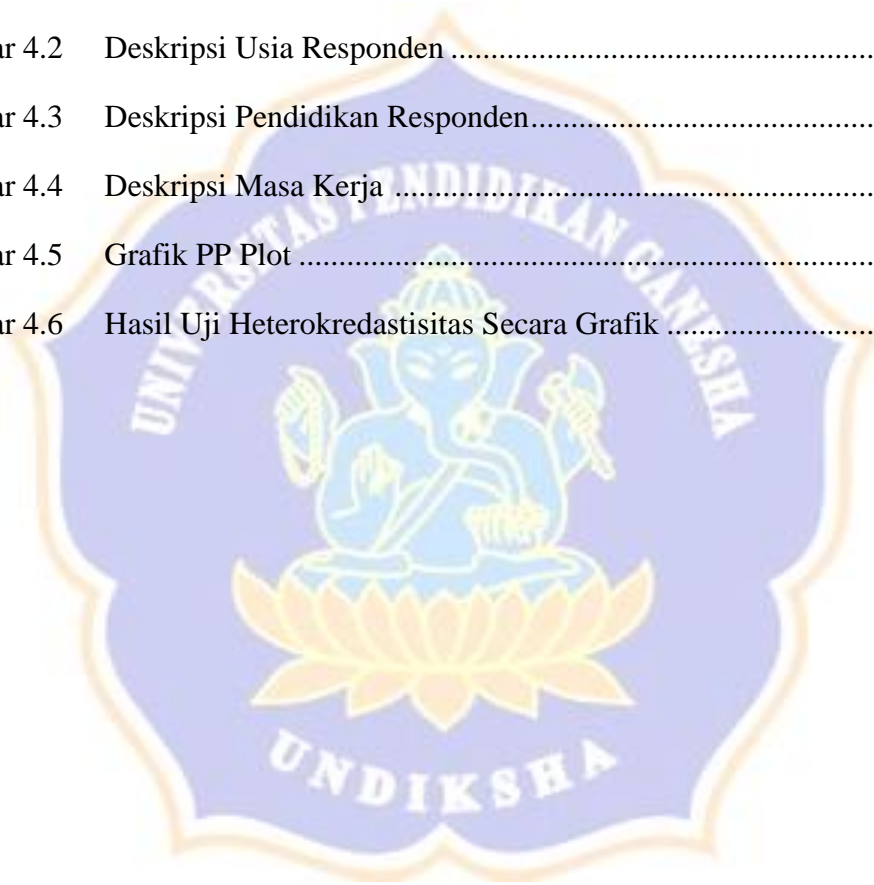 ar 4.2 Deskripsi Usia Responden ....................................................
ar 4.3 Deskripsi Pendidikan Responden..........................................
ar 4.4 Deskripsi Masa Kerja ...........................................................
ar 4.5 Grafik PP Plot .......................................................................
ar 4.6 Hasil Uji Heterokredastisitas Secara Grafik .........................
UNIVERSITAS PENDIDIKAN GANESHA
UNDIKSHA